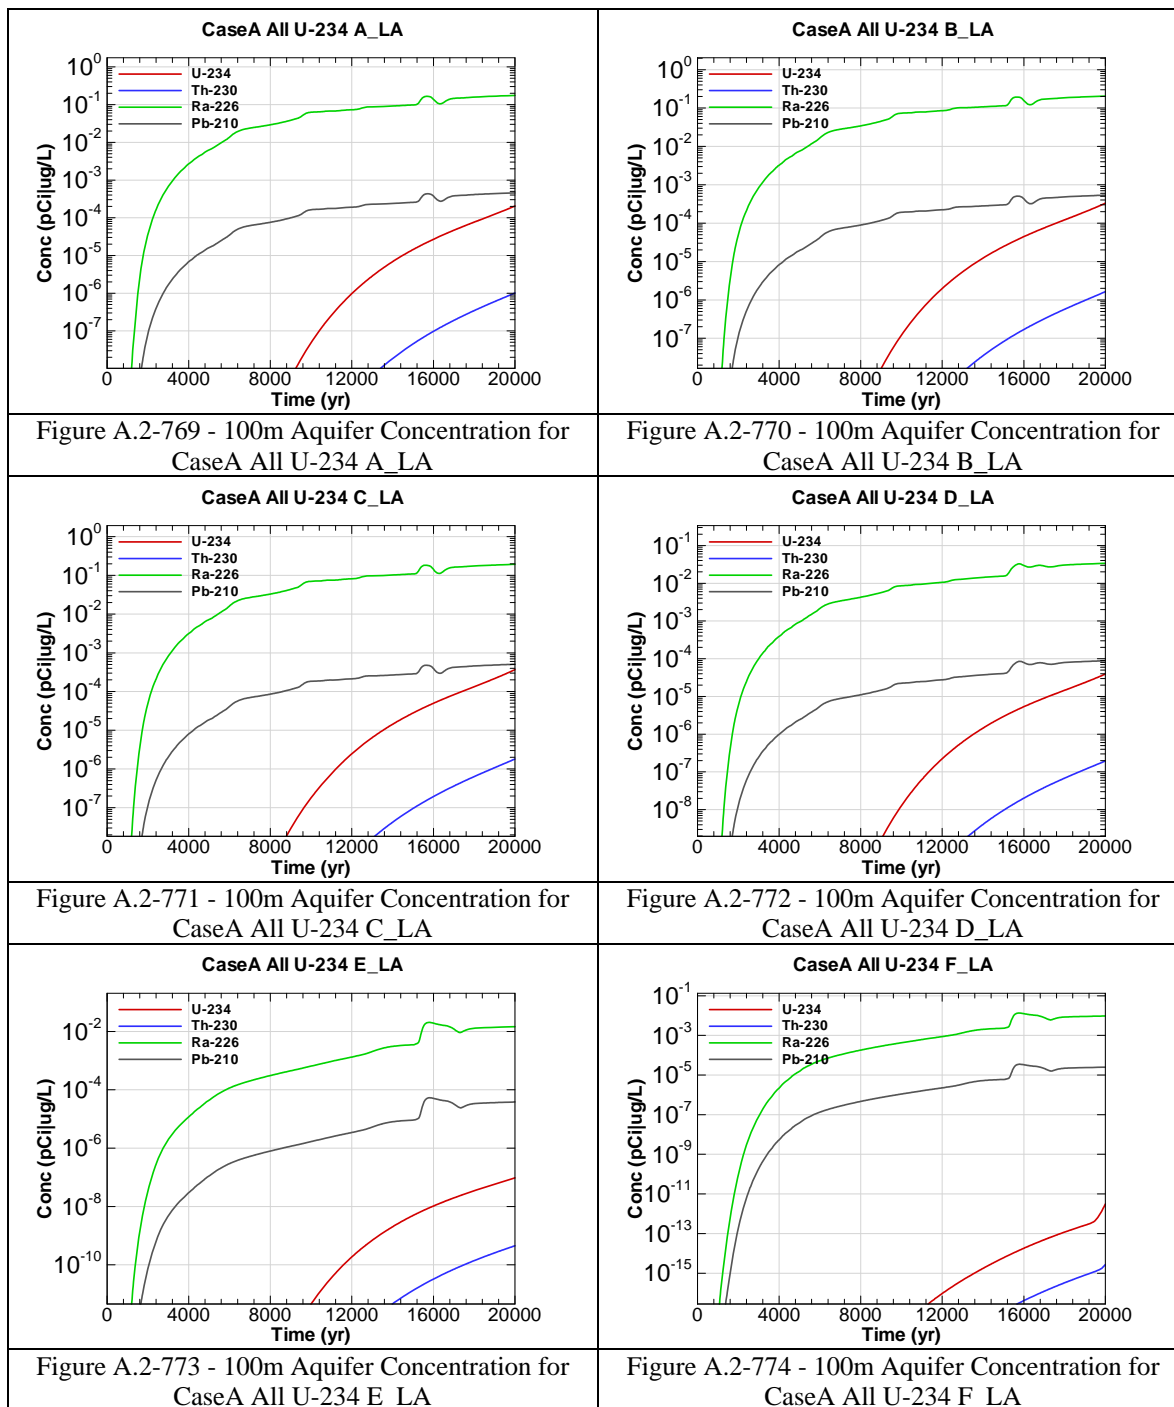 CaseA All U-234 A_LA
Conc (pCi|ug/L)
10^0
10^-1
10^-2
10^-3
10^-4
10^-5
10^-6
10^-7
U-234
Th-230
Ra-226
Pb-210
0 4000 8000 12000 16000 20000
Time (yr)
Figure A.2-769 - 100m Aquifer Concentration for
CaseA All U-234 A_LA
CaseA All U-234 B_LA
Conc (pCi|ug/L)
10^0
10^-1
10^-2
10^-3
10^-4
10^-5
10^-6
10^-7
U-234
Th-230
Ra-226
Pb-210
0 4000 8000 12000 16000 20000
Time (yr)
Figure A.2-770 - 100m Aquifer Concentration for
CaseA All U-234 B_LA
CaseA All U-234 C_LA
Conc (pCi|ug/L)
10^0
10^-1
10^-2
10^-3
10^-4
10^-5
10^-6
10^-7
U-234
Th-230
Ra-226
Pb-210
0 4000 8000 12000 16000 20000
Time (yr)
Figure A.2-771 - 100m Aquifer Concentration for
CaseA All U-234 C_LA
CaseA All U-234 D_LA
Conc (pCi|ug/L)
10^-1
10^-2
10^-3
10^-4
10^-5
10^-6
10^-7
10^-8
U-234
Th-230
Ra-226
Pb-210
0 4000 8000 12000 16000 20000
Time (yr)
Figure A.2-772 - 100m Aquifer Concentration for
CaseA All U-234 D_LA
CaseA All U-234 E_LA
Conc (pCi|ug/L)
10^-2
10^-4
10^-6
10^-8
10^-10
U-234
Th-230
Ra-226
Pb-210
0 4000 8000 12000 16000 20000
Time (yr)
Figure A.2-773 - 100m Aquifer Concentration for
CaseA All U-234 E_LA
CaseA All U-234 F_LA
Conc (pCi|ug/L)
10^-1
10^-3
10^-5
10^-7
10^-9
10^-11
10^-13
10^-15
U-234
Th-230
Ra-226
Pb-210
0 4000 8000 12000 16000 20000
Time (yr)
Figure A.2-774 - 100m Aquifer Concentration for
CaseA All U-234 F_LA